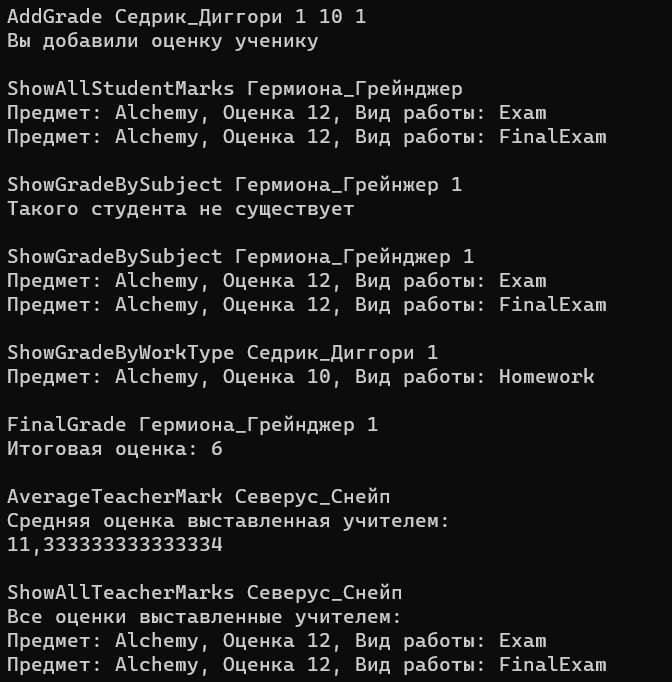 AddGrade Седрик_Диггори 1 10 1
Вы добавили оценку ученику
ShowAllStudentMarks Гермиона_Грейнджер
Предмет: Alchemy, Оценка 12, Вид работы: Exam
Предмет: Alchemy, Оценка 12, Вид работы: FinalExam
ShowGradeBySubject Гермиона_Грейнжер 1
Такого студента не существует
ShowGradeBySubject Гермиона_Грейнджер 1
Предмет: Alchemy, Оценка 12, Вид работы: Exam
Предмет: Alchemy, Оценка 12, Вид работы: FinalExam
ShowGradeByWorkType Седрик_Диггори 1
Предмет: Alchemy, Оценка 10, Вид работы: Homework
FinalGrade Гермиона_Грейнджер 1
Итоговая оценка: 6
AverageTeacherMark Северус_Снейп
Средняя оценка выставленная учителем:
11,333333333333334
ShowAllTeacherMarks Северус_Снейп
Все оценки выставленные учителем:
Предмет: Alchemy, Оценка 12, Вид работы: Exam
Предмет: Alchemy, Оценка 12, Вид работы: FinalExam